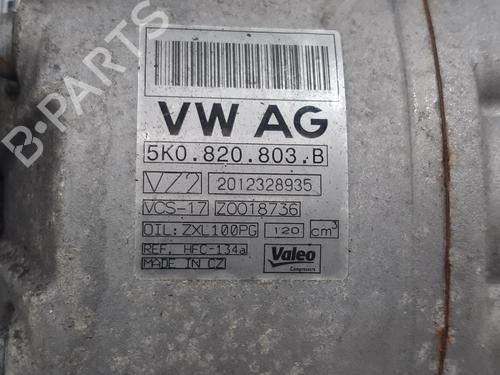 VW AG
5K0.820.803.B
2012328935
VCS-17 Z0018736
OIL: ZXL100PG 120 cm³
REF. HFC-134a
MADE IN CZ
Valeo
Compressors
B-PARTS